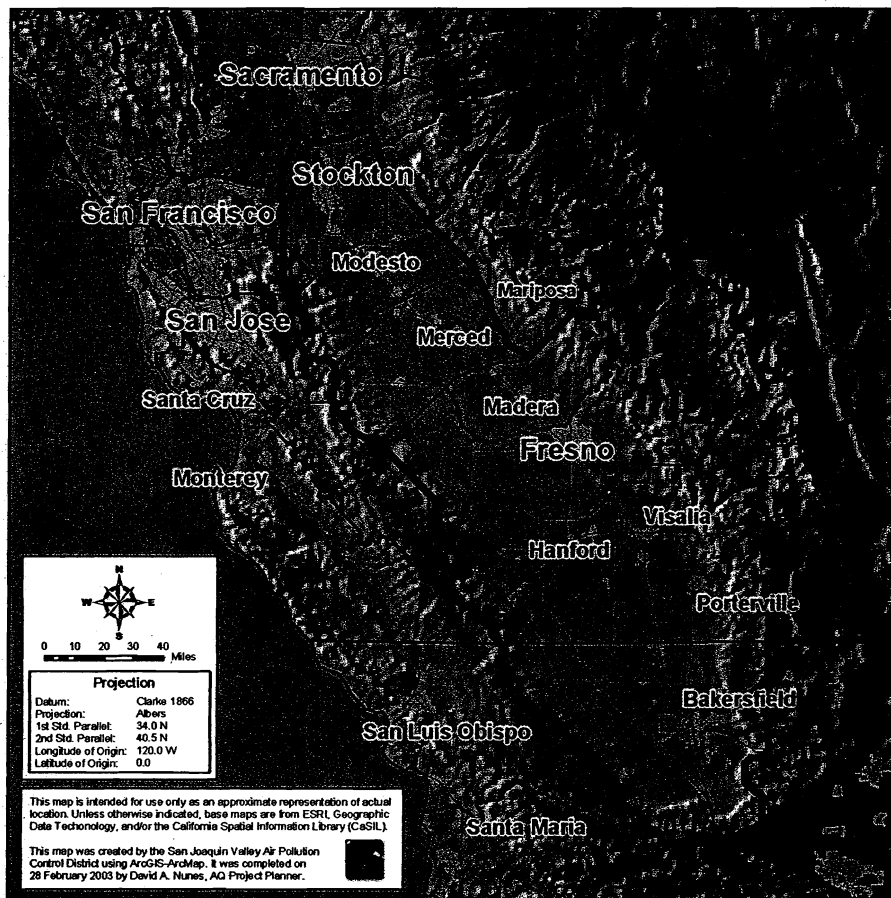 Sacramento
Stockton
San Francisco
Modesto
Mariposa
San Jose
Merced
Santa Cruz
Madera
Fresno
Monterey
Visalia
Hanford
Porterville
Bakersfield
San Luis Obispo
Santa Maria
N
W E
S
0 10 20 30 40
Miles
Projection
Datum: Clarke 1866
Projection: Albers
1st Std. Parallel: 34.0 N
2nd Std. Parallel: 40.5 N
Longitude of Origin: 120.0 W
Latitude of Origin: 0.0
This map is intended for use only as an approximate representation of actual
location. Unless otherwise indicated, base maps are from ESRI, Geographic
Data Techonology, and/or the California Spatial Information Library (CaSIL).
This map was created by the San Joaquin Valley Air Pollution
Control District using ArcGIS-ArcMap. It was completed on
28 February 2003 by David A. Nunes, AQ Project Planner.